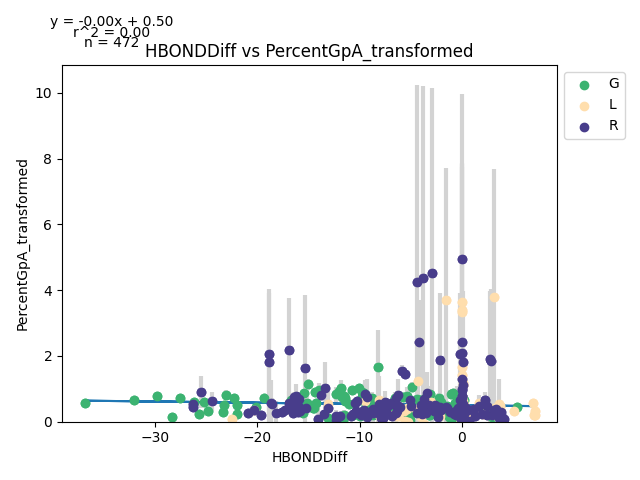 y = -0.00x + 0.50
r^2 = 0.00
n = 472
HBONDDiff vs PercentGpA_transformed
G
L
R
10
8
6
4
2
0
PercentGpA_transformed
−30 −20 −10 0
HBONDDiff